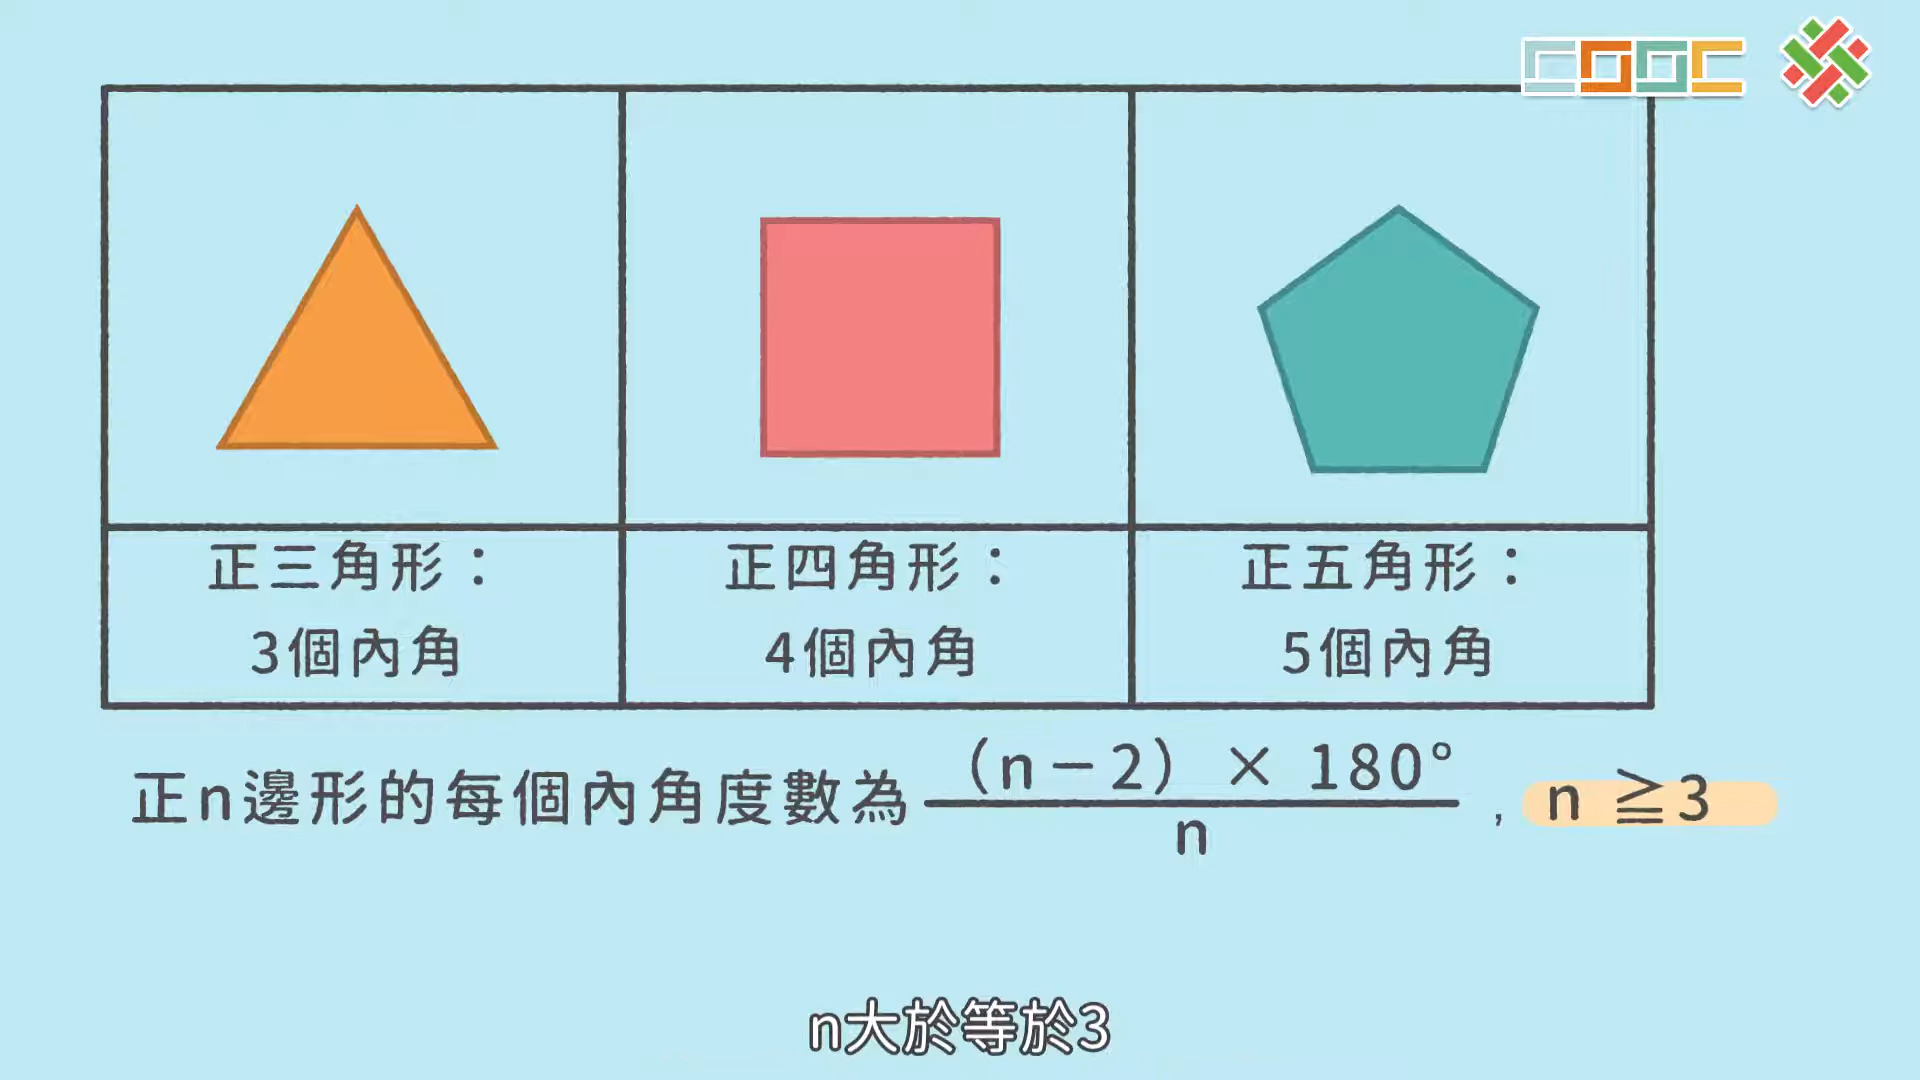 COOC
正三角形：
3個內角
正四角形：
4個內角
正五角形：
5個內角
正n邊形的每個內角度數為 (n－2) × 180° / n , n ≧ 3
n大於等於3